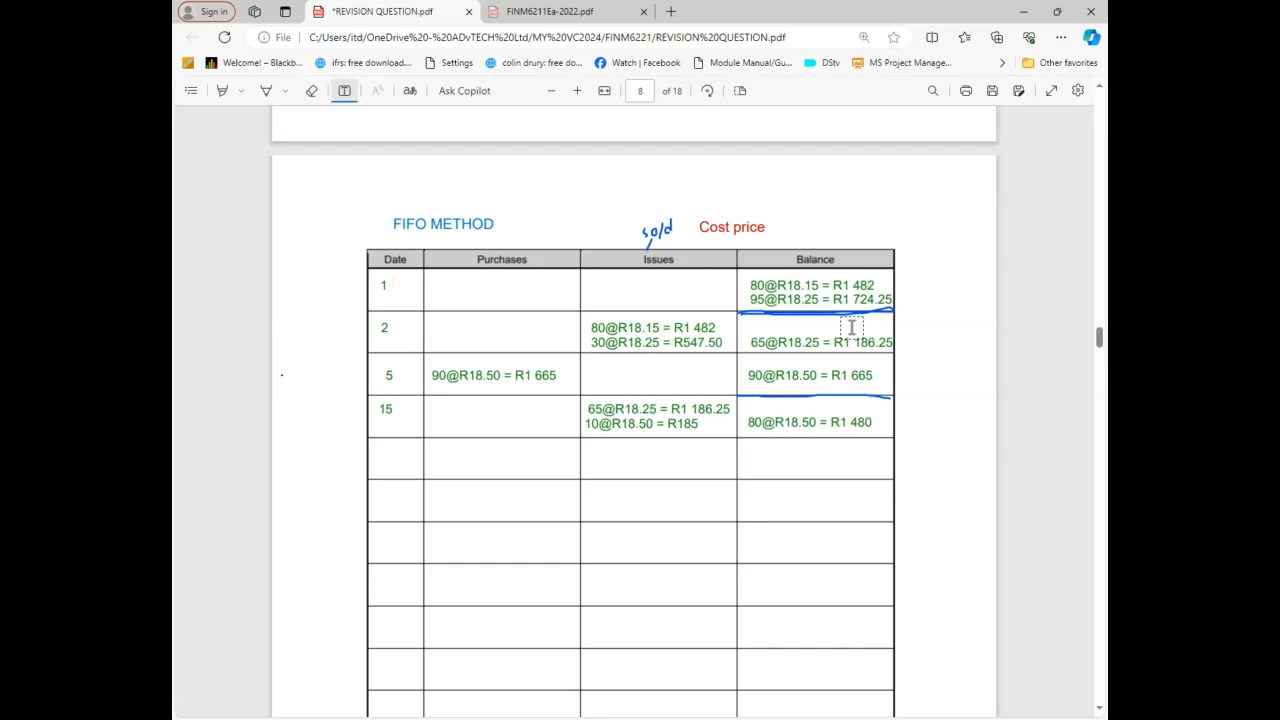 Sign in
*REVISION QUESTION.pdf
FINM6211Ea-2022.pdf
File
C:/Users/itd/OneDrive%20-%20ADvTECH%20Ltd/MY%20VC2024/FINM6221/REVISION%20QUESTION.pdf
Welcome! – Blackb...
ifrs: free download....
Settings
colin drury: free do...
Watch | Facebook
Module Manual/Gu...
DStv
MS Project Manage...
Other favorites
Ask Copilot
8 of 18
FIFO METHOD
sold
Cost price
Date Purchases Issues Balance
1 80@R18.15 = R1 482
95@R18.25 = R1 724.25
2 80@R18.15 = R1 482
30@R18.25 = R547.50 65@R18.25 = R1 186.25
5 90@R18.50 = R1 665 90@R18.50 = R1 665
15 65@R18.25 = R1 186.25
10@R18.50 = R185 80@R18.50 = R1 480